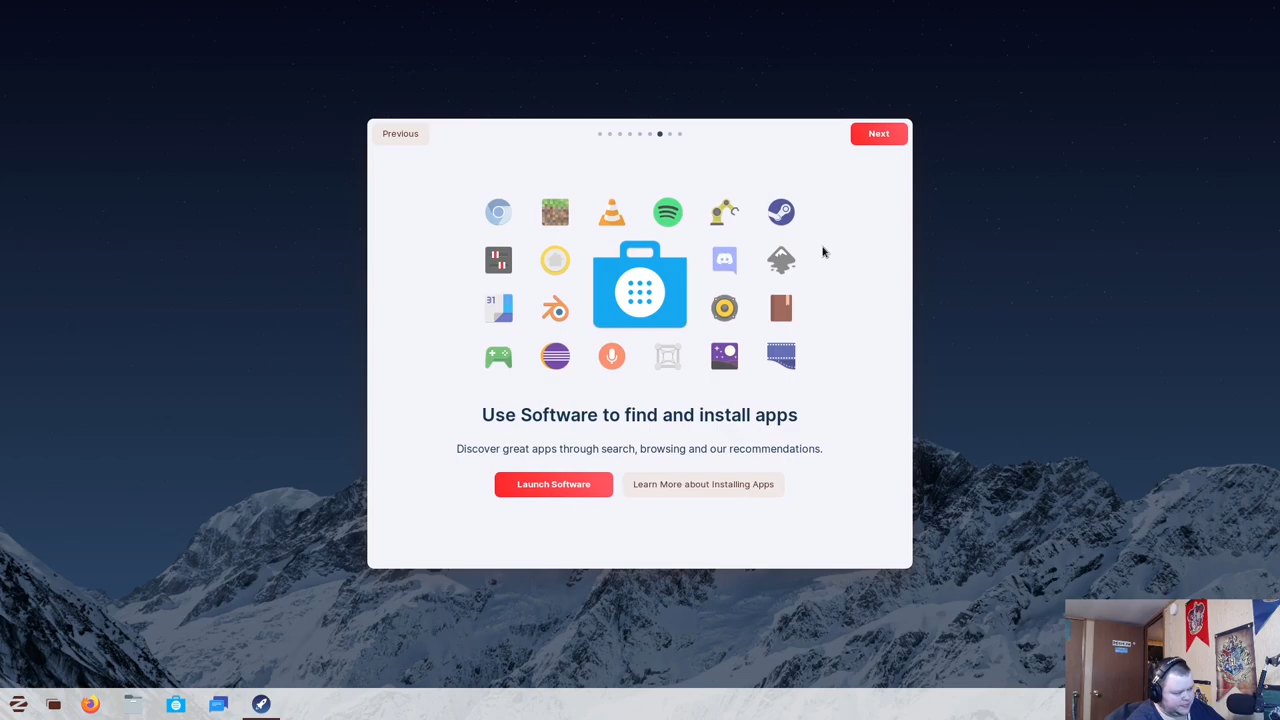 Previous
Next
31
Use Software to find and install apps
Discover great apps through search, browsing and our recommendations.
Launch Software
Learn More about Installing Apps